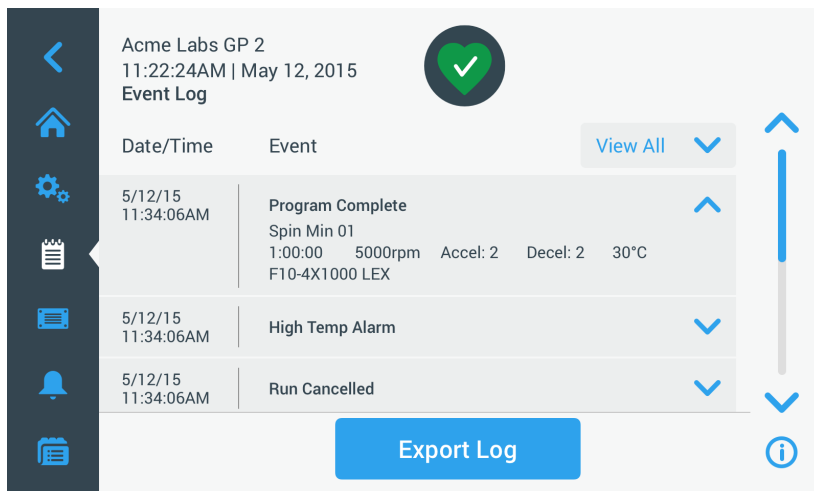 Acme Labs GP 2
11:22:24AM | May 12, 2015
Event Log
Date/Time Event View All
5/12/15
11:34:06AM
Program Complete
Spin Min 01
1:00:00 5000rpm Accel: 2 Decel: 2 30°C
F10-4X1000 LEX
5/12/15
11:34:06AM
High Temp Alarm
5/12/15
11:34:06AM
Run Cancelled
Export Log